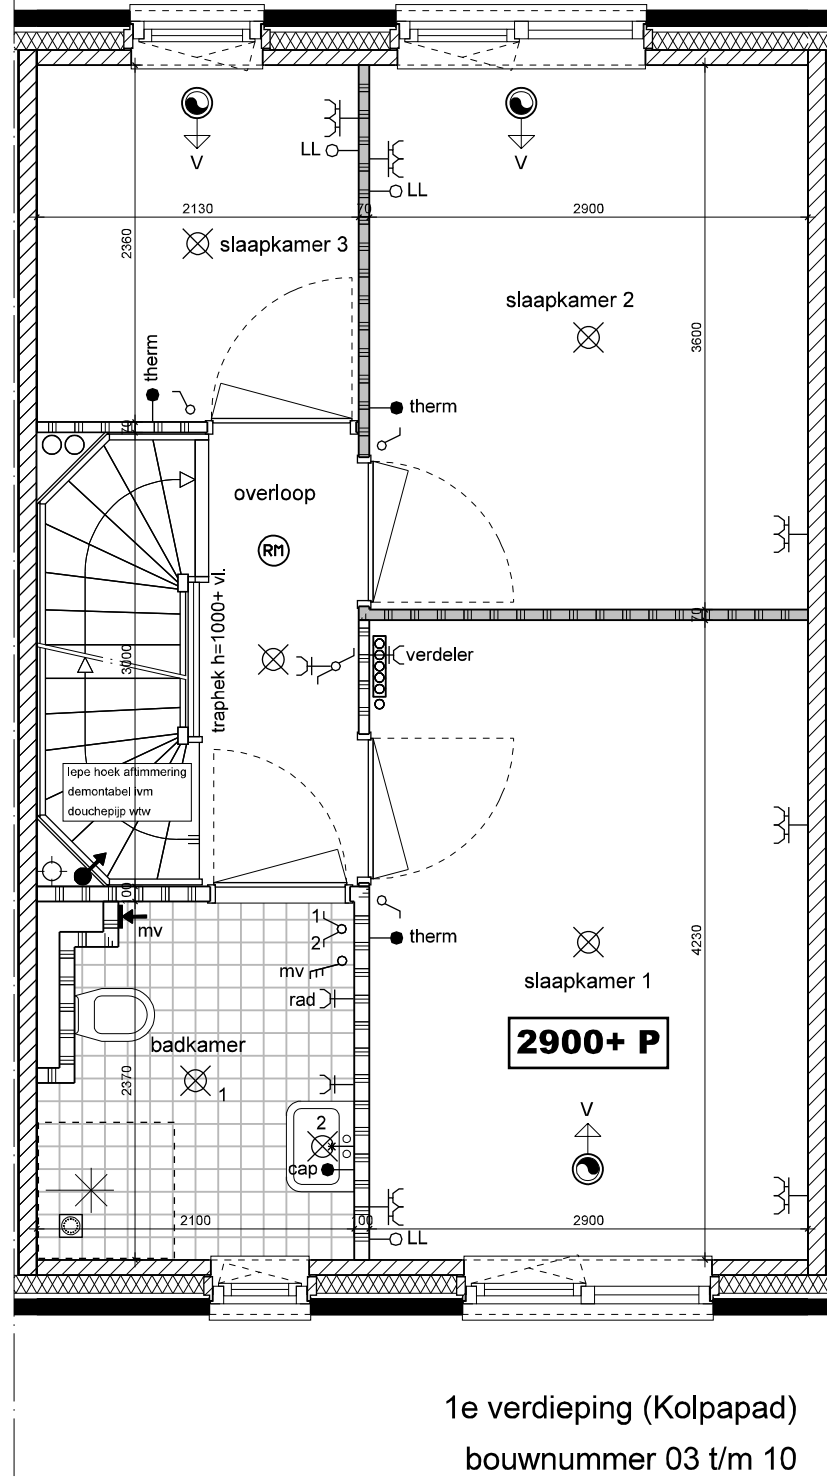 V
V
LL
LL
2130
70
2900
2360
slaapkamer 3
slaapkamer 2
3600
therm
therm
70
overloop
RM
traphek h=1000+ vl.
3000
70
verdeler
lepe hoek aftimmering
demontabel ivm
douchepijp wtw
100
mv
1
2
mv
rad
therm
4230
slaapkamer 1
2900+ P
badkamer
1
2370
V
2
cap
2100
100
2900
LL
1e verdieping (Kolpapad)
bouwnummer 03 t/m 10